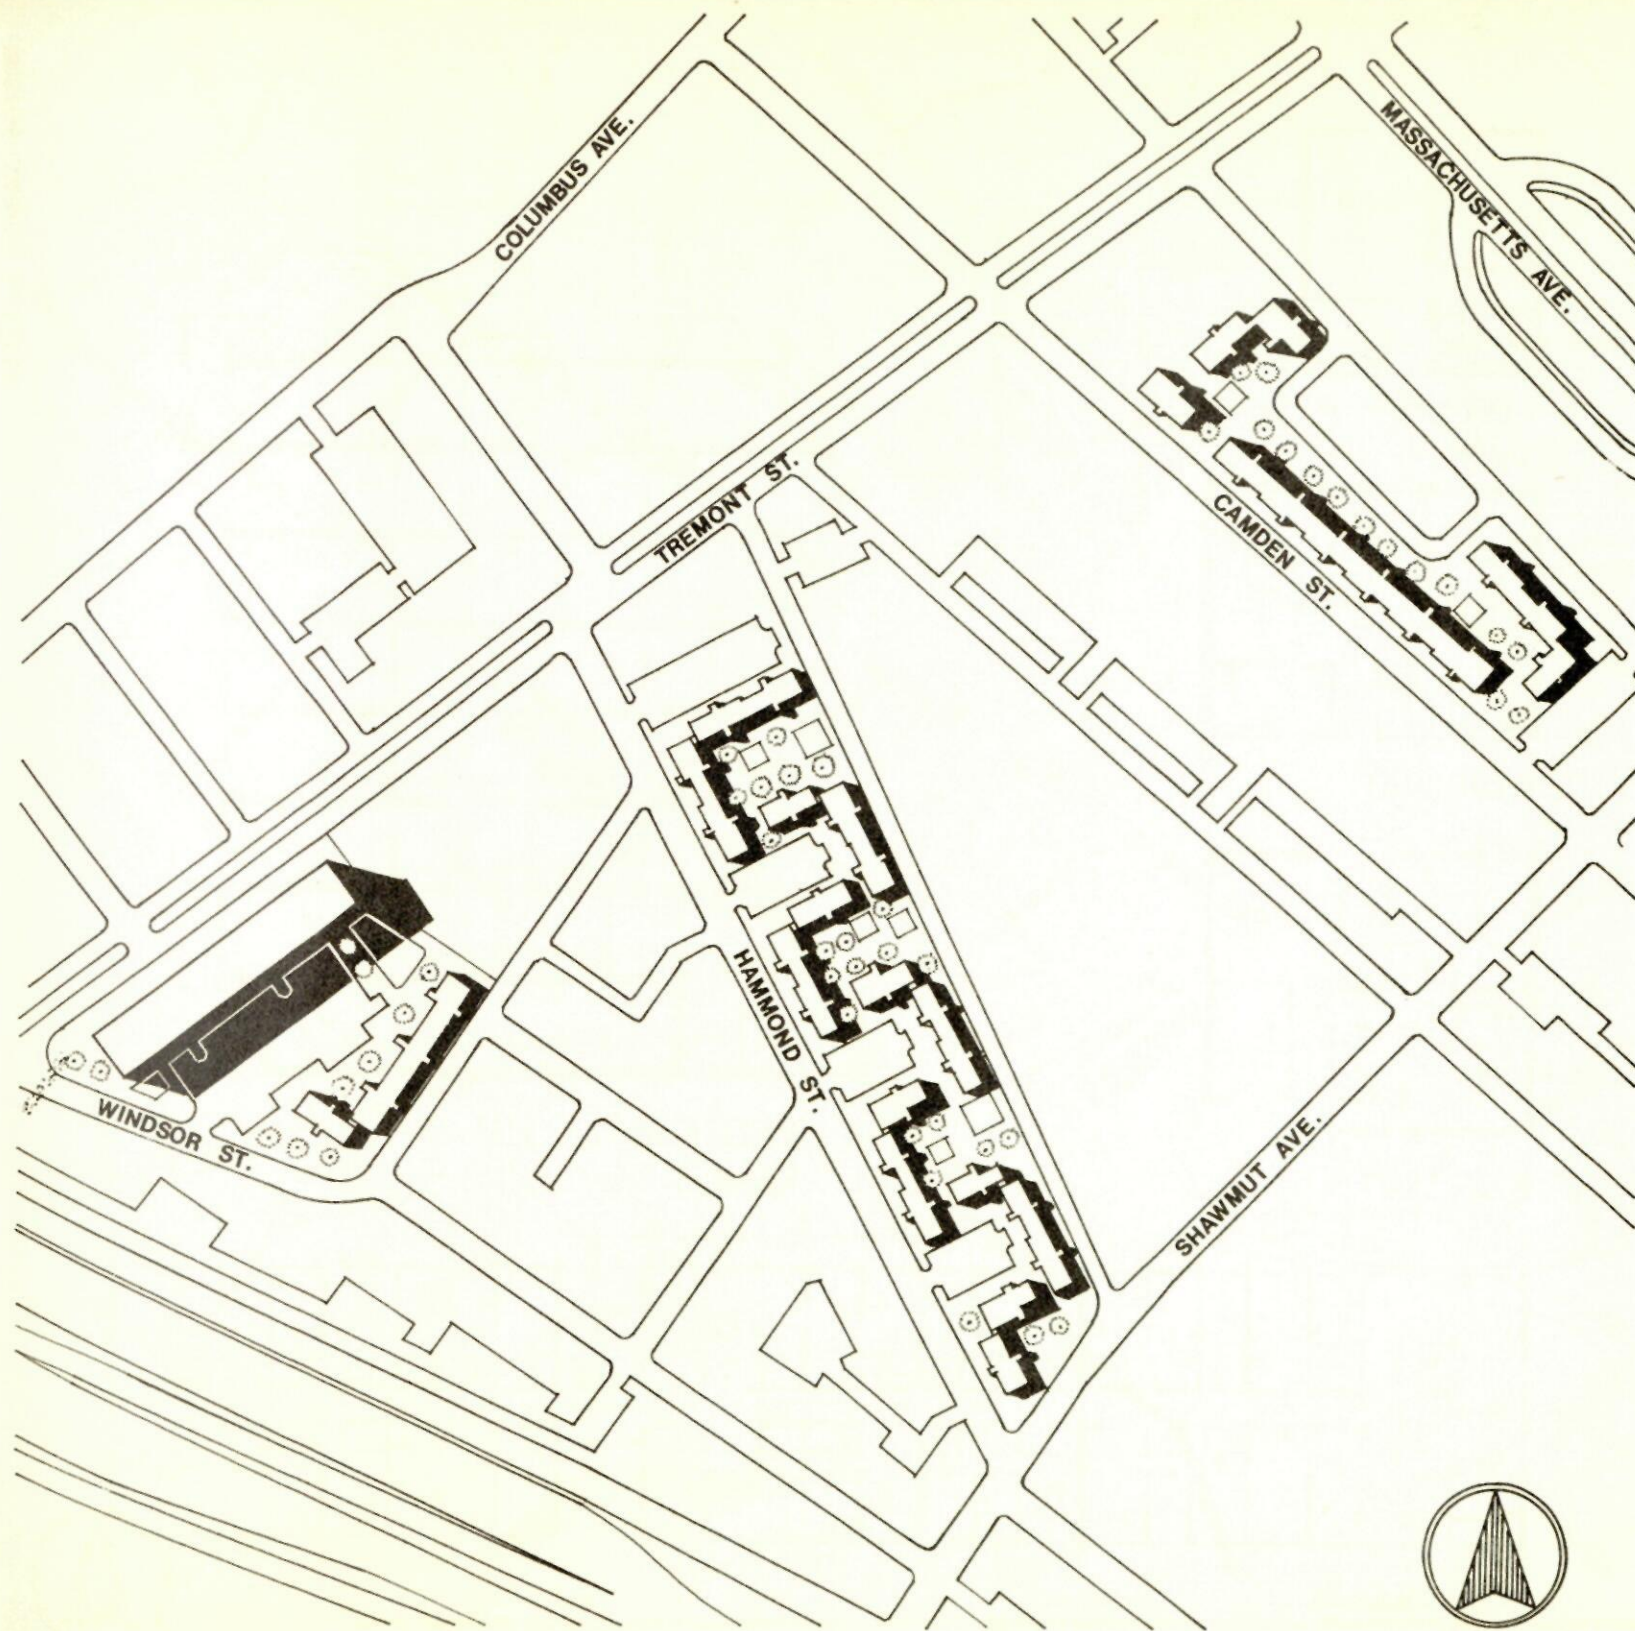 COLUMBUS AVE.
MASSACHUSETTS AVE.
TREMONT ST.
CAMDEN ST.
HAMMOND ST.
WINDSOR ST.
SHAWMUT AVE.